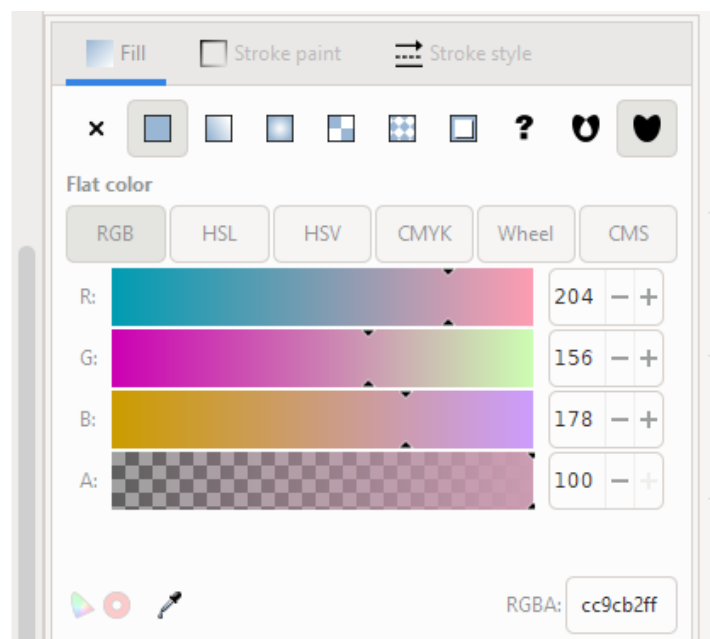 Fill Stroke paint Stroke style
?
Flat color
RGB HSL HSV CMYK Wheel CMS
R: 204 − +
G: 156 − +
B: 178 − +
A: 100 − +
RGBA: cc9cb2ff